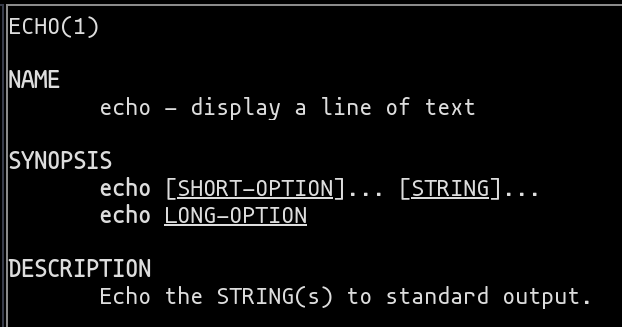 ECHO(1)
NAME
echo – display a line of text
SYNOPSIS
echo [SHORT–OPTION]... [STRING]...
echo LONG–OPTION
DESCRIPTION
Echo the STRING(s) to standard output.